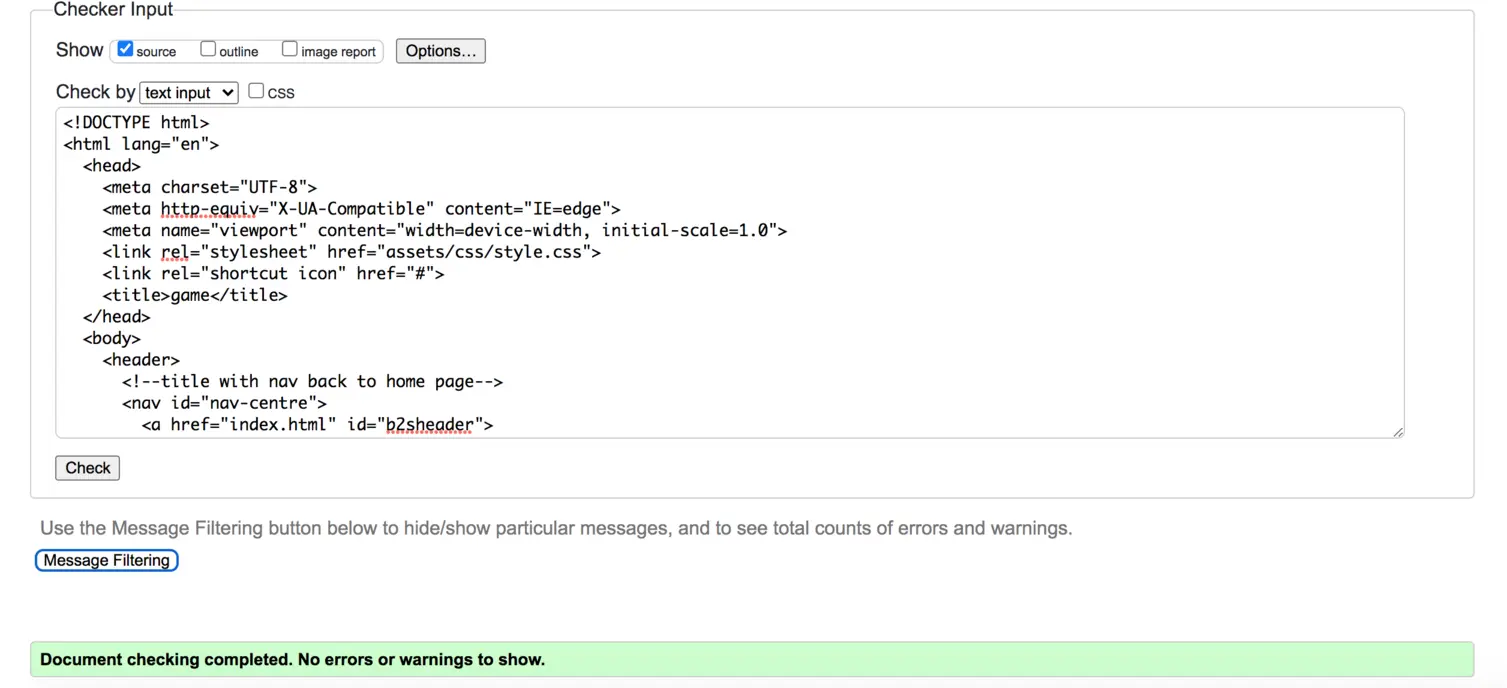 Checker Input
Show source outline image report Options...
Check by text input css
<!DOCTYPE html>
<html lang="en">
<head>
<meta charset="UTF-8">
<meta http-equiv="X-UA-Compatible" content="IE=edge">
<meta name="viewport" content="width=device-width, initial-scale=1.0">
<link rel="stylesheet" href="assets/css/style.css">
<link rel="shortcut icon" href="#">
<title>game</title>
</head>
<body>
<header>
<!--title with nav back to home page-->
<nav id="nav-centre">
<a href="index.html" id="b2sheader">
Check
Use the Message Filtering button below to hide/show particular messages, and to see total counts of errors and warnings.
Message Filtering
Document checking completed. No errors or warnings to show.